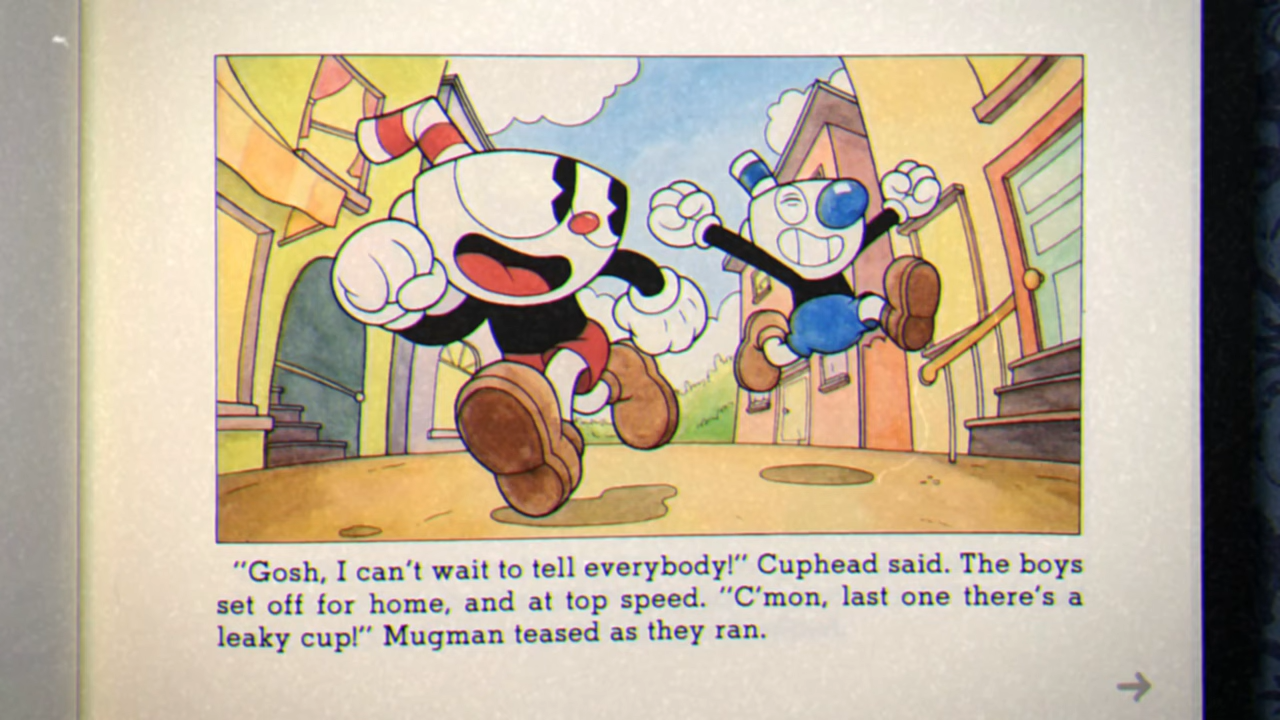 "Gosh, I can't wait to tell everybody!" Cuphead said. The boys
set off for home, and at top speed. "C'mon, last one there's a
leaky cup!" Mugman teased as they ran.